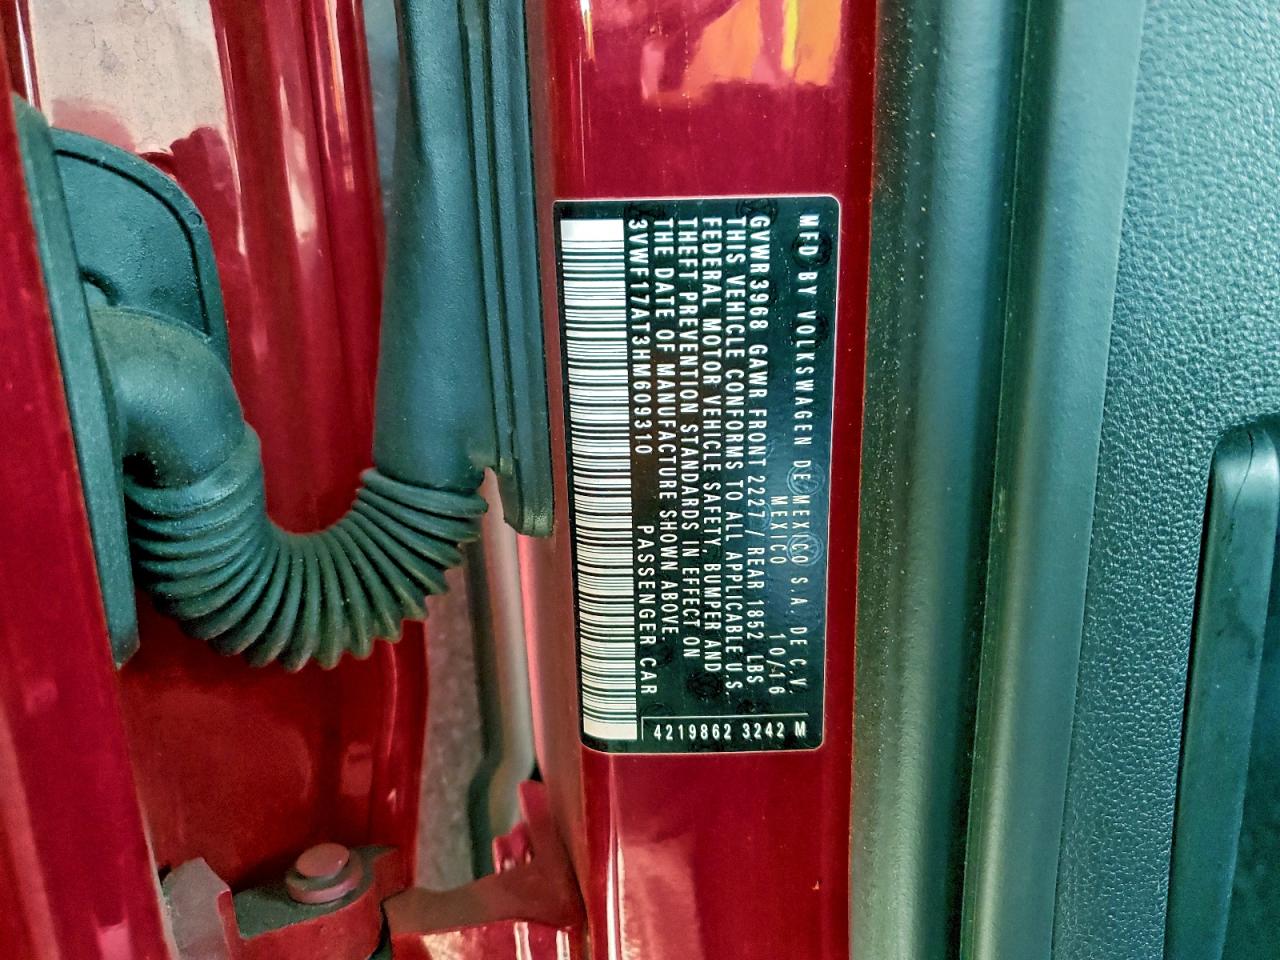 MFD BY VOLKSWAGEN DE MEXICO S.A. DE C.V.
MEXICO 10/16
GVWR3968 GAWR FRONT 2227/ REAR 1852 LBS
THIS VEHICLE CONFORMS TO ALL APPLICABLE U.S.
FEDERAL MOTOR VEHICLE SAFETY, BUMPER AND
THEFT PREVENTION STANDARDS IN EFFECT ON
THE DATE OF MANUFACTURE SHOWN ABOVE.
3VWF17AT3HM609310 PASSENGER CAR
4219862 3242 M